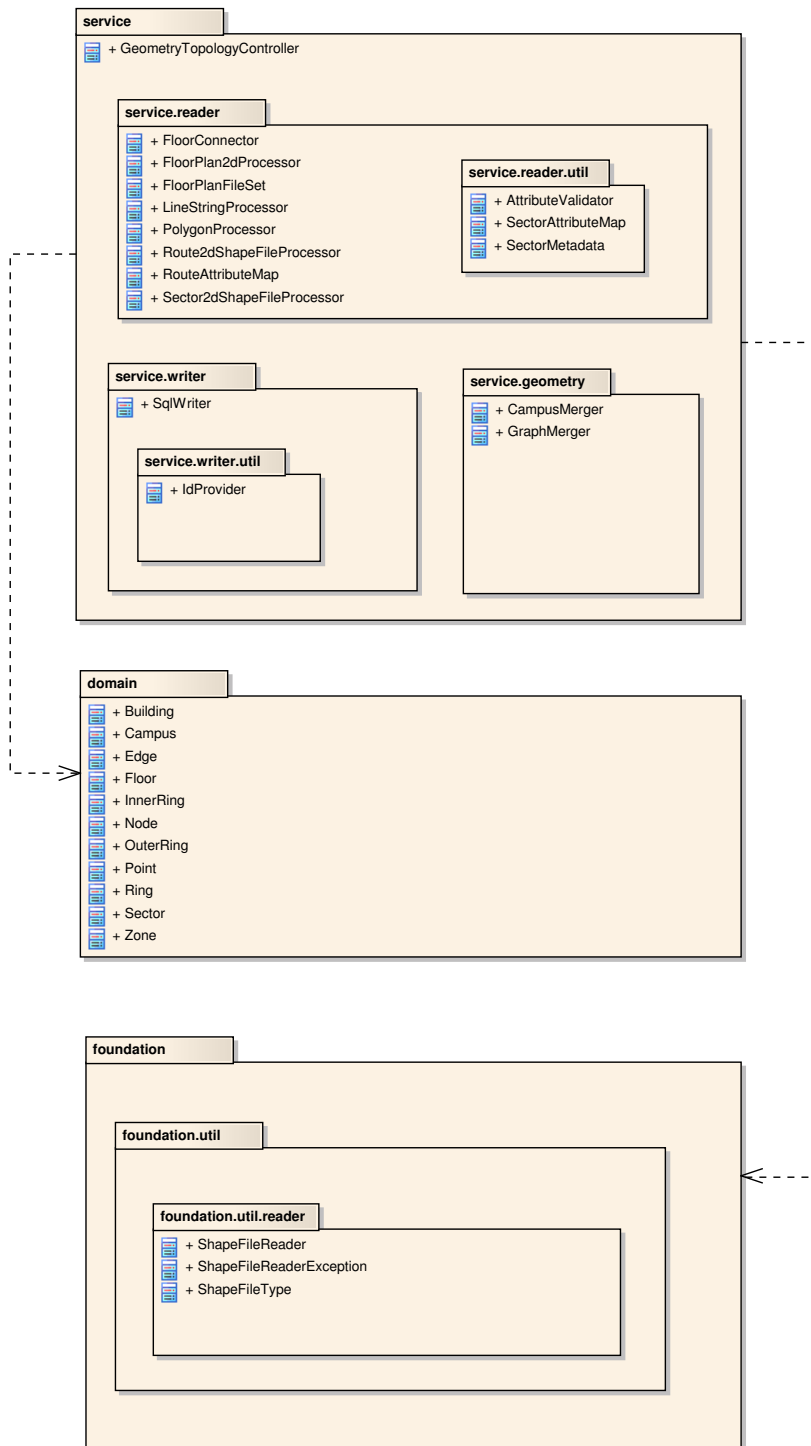 service
+ GeometryTopologyController
service.reader
+ FloorConnector
+ FloorPlan2dProcessor
+ FloorPlanFileSet
+ LineStringProcessor
+ PolygonProcessor
+ Route2dShapeFileProcessor
+ RouteAttributeMap
+ Sector2dShapeFileProcessor
service.reader.util
+ AttributeValidator
+ SectorAttributeMap
+ SectorMetadata
service.writer
+ SqlWriter
service.writer.util
+ IdProvider
service.geometry
+ CampusMerger
+ GraphMerger
domain
+ Building
+ Campus
+ Edge
+ Floor
+ InnerRing
+ Node
+ OuterRing
+ Point
+ Ring
+ Sector
+ Zone
foundation
foundation.util
foundation.util.reader
+ ShapeFileReader
+ ShapeFileReaderException
+ ShapeFileType